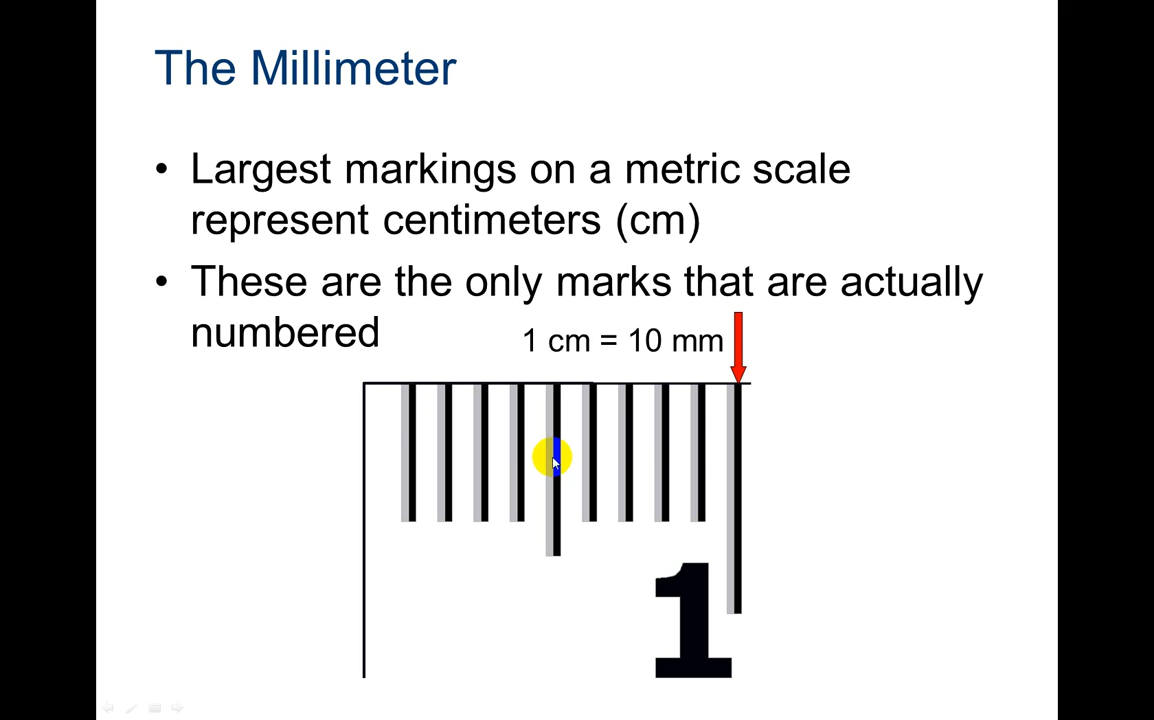 The Millimeter
• Largest markings on a metric scale
represent centimeters (cm)
• These are the only marks that are actually
numbered
1 cm = 10 mm
1